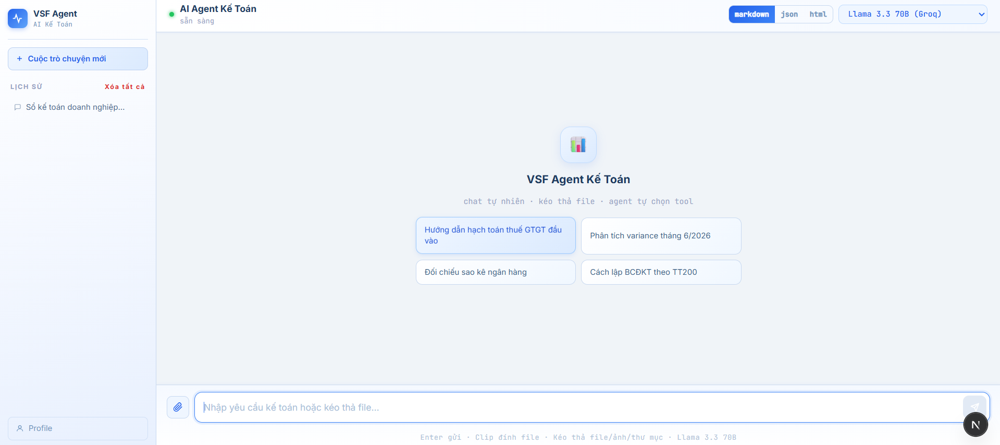 VSF Agent
AI Kế Toán
+ Cuộc trò chuyện mới
LỊCH SỬ
Xóa tất cả
Sổ kế toán doanh nghiệp...
Profile
AI Agent Kế Toán
sẵn sàng
markdown json html
Llama 3.3 70B (Groq)
VSF Agent Kế Toán
chat tự nhiên · kéo thả file · agent tự chọn tool
Hướng dẫn hạch toán thuế GTGT đầu
vào
Phân tích variance tháng 6/2026
Đối chiếu sao kê ngân hàng
Cách lập BCĐKT theo TT200
Nhập yêu cầu kế toán hoặc kéo thả file...
N
Enter gửi · Clip đính file · Kéo thả file/ảnh/thư mục · Llama 3.3 70B